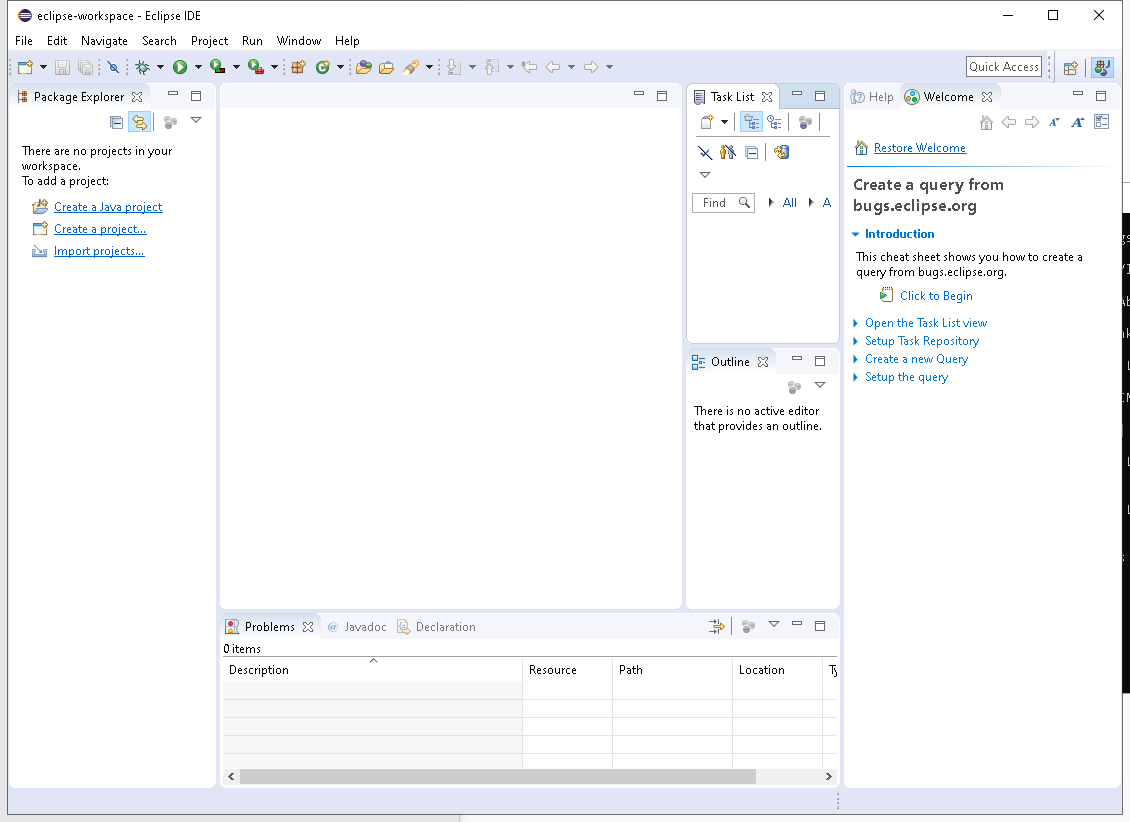 eclipse-workspace - Eclipse IDE
File Edit Navigate Search Project Run Window Help
Quick Access
Package Explorer
There are no projects in your
workspace.
To add a project:
Create a Java project
Create a project...
Import projects...
Task List
Find
All
A
Outline
There is no active editor
that provides an outline.
Help
Welcome
Restore Welcome
Create a query from
bugs.eclipse.org
Introduction
This cheat sheet shows you how to create a
query from bugs.eclipse.org.
Click to Begin
Open the Task List view
Setup Task Repository
Create a new Query
Setup the query
Problems
@ Javadoc
Declaration
0 items
Description Resource Path Location